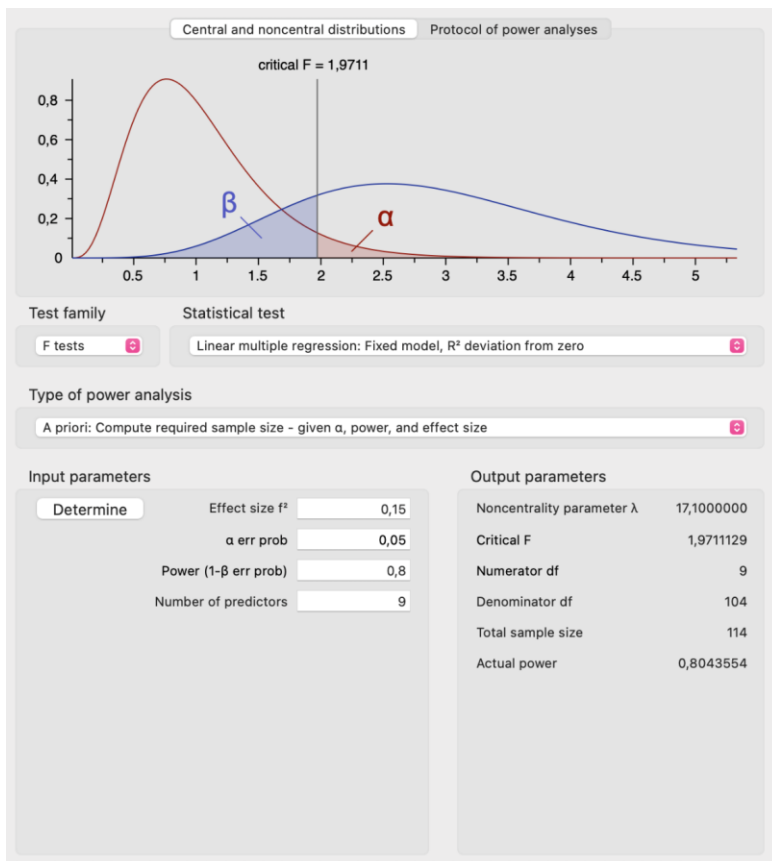 Central and noncentral distributions Protocol of power analyses
critical F = 1,9711
0,8
0,6
0,4
0,2
0
β
α
0.5 1 1.5 2 2.5 3 3.5 4 4.5 5
Test family Statistical test
F tests Linear multiple regression: Fixed model, R² deviation from zero
Type of power analysis
A priori: Compute required sample size – given α, power, and effect size
Input parameters Output parameters
Determine Effect size f² 0,15 Noncentrality parameter λ 17,1000000
α err prob 0,05 Critical F 1,9711129
Power (1-β err prob) 0,8 Numerator df 9
Number of predictors 9 Denominator df 104
Total sample size 114
Actual power 0,8043554